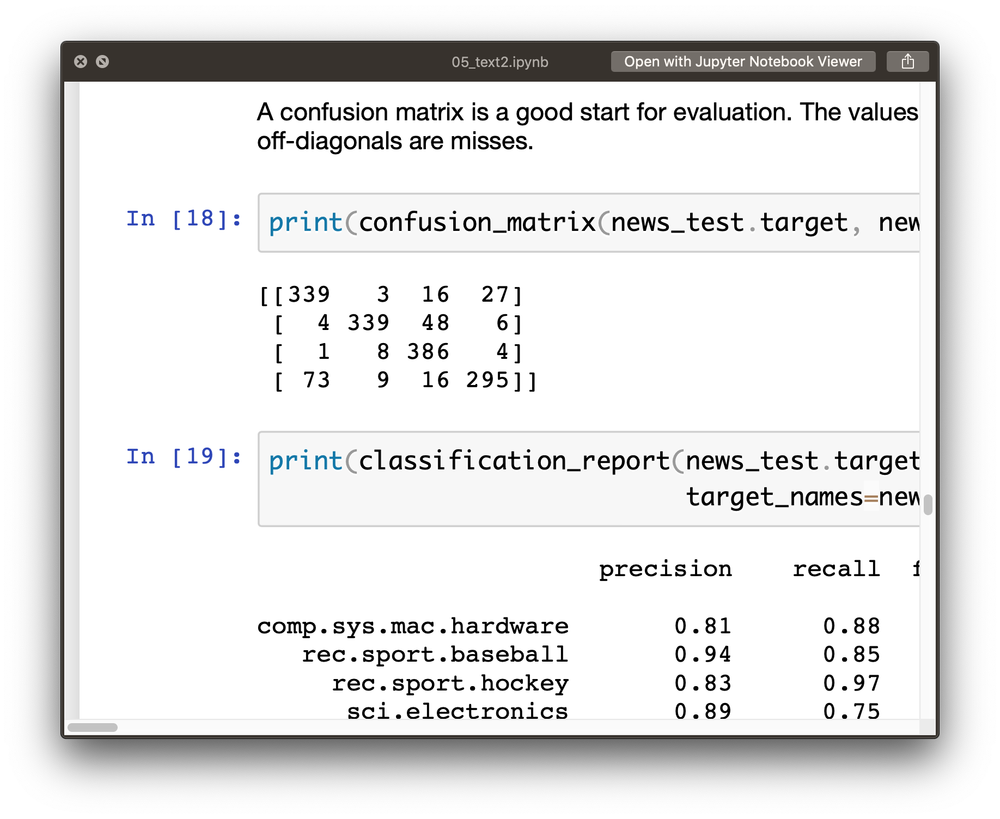 05_text2.ipynb Open with Jupyter Notebook Viewer
A confusion matrix is a good start for evaluation. The values
off-diagonals are misses.
In [18]: print(confusion_matrix(news_test.target, new
[[339   3  16  27]
 [  4 339  48   6]
 [  1   8 386   4]
 [ 73   9  16 295]]
In [19]: print(classification_report(news_test.target
target_names=new
precision recall f
comp.sys.mac.hardware 0.81 0.88
rec.sport.baseball 0.94 0.85
rec.sport.hockey 0.83 0.97
sci.electronics 0.89 0.75